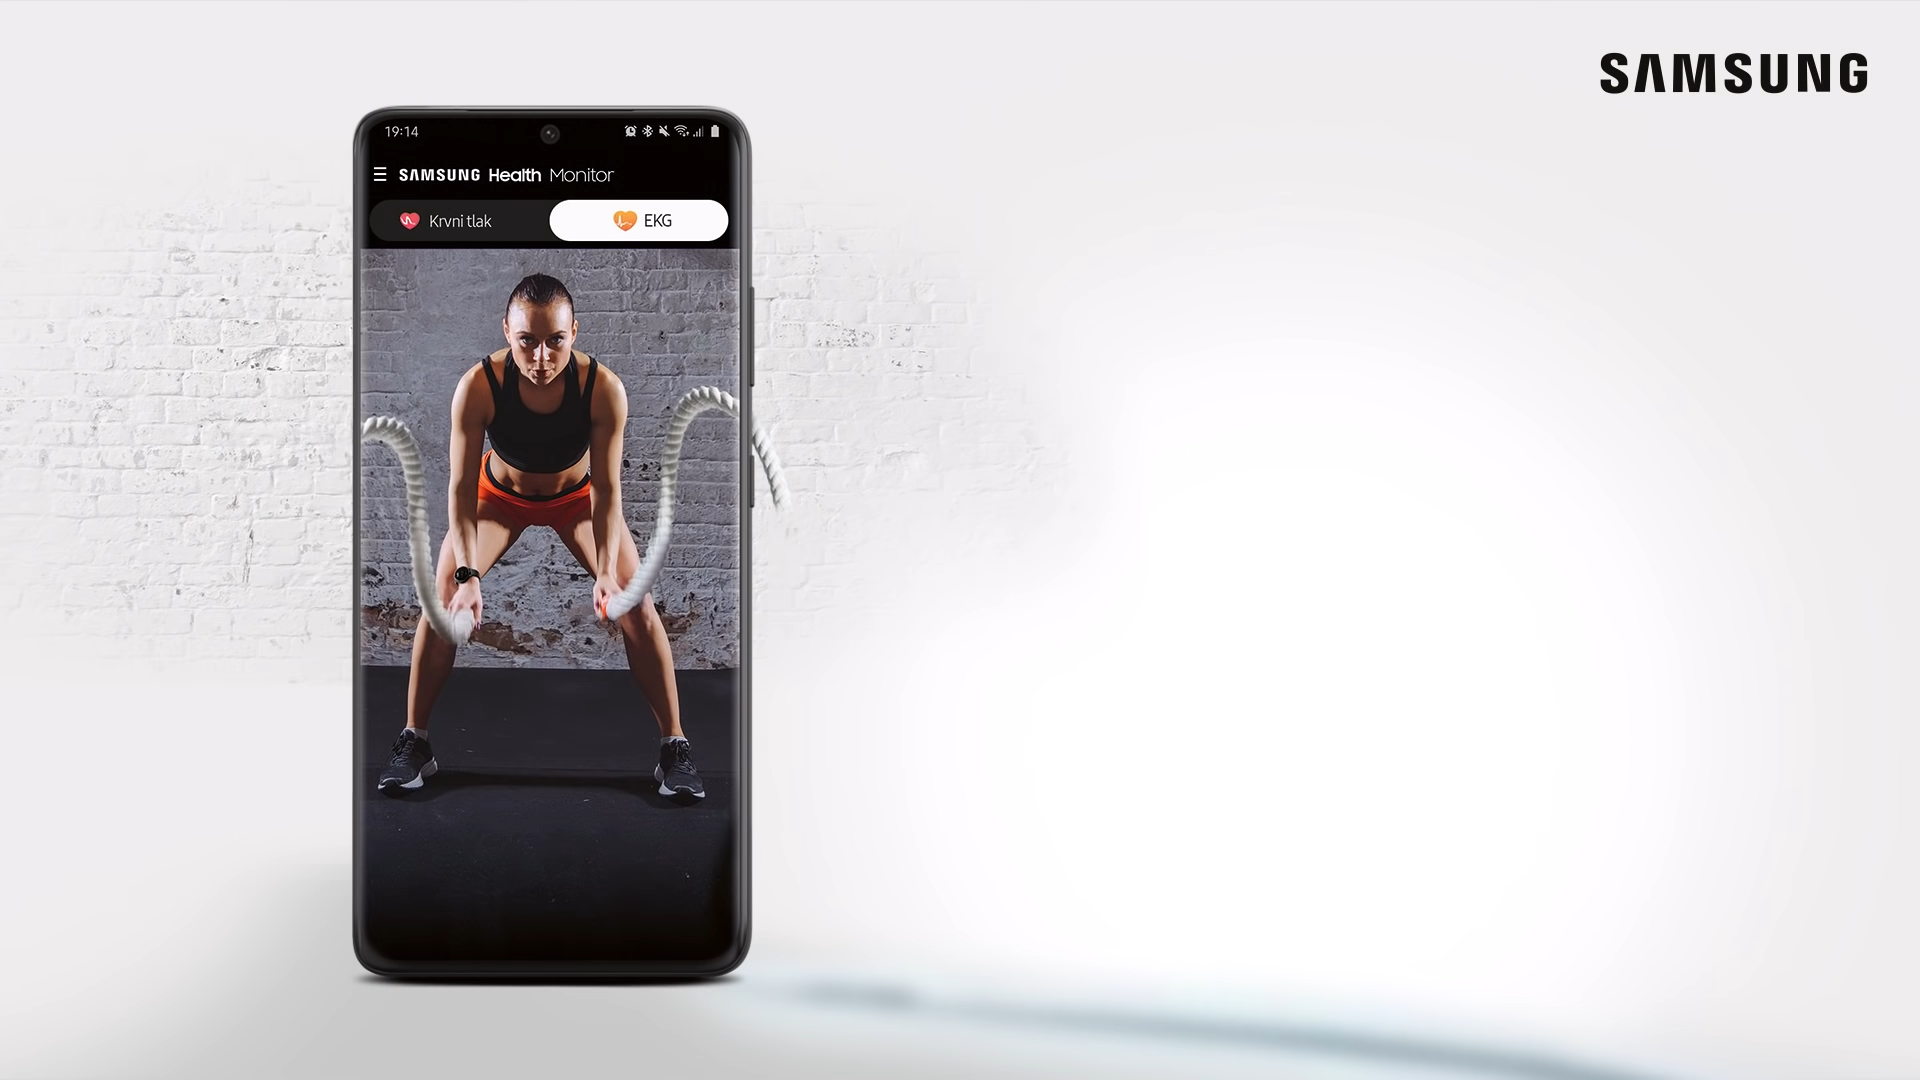 SAMSUNG
19:14
SAMSUNG Health Monitor
Krvni tlak
EKG